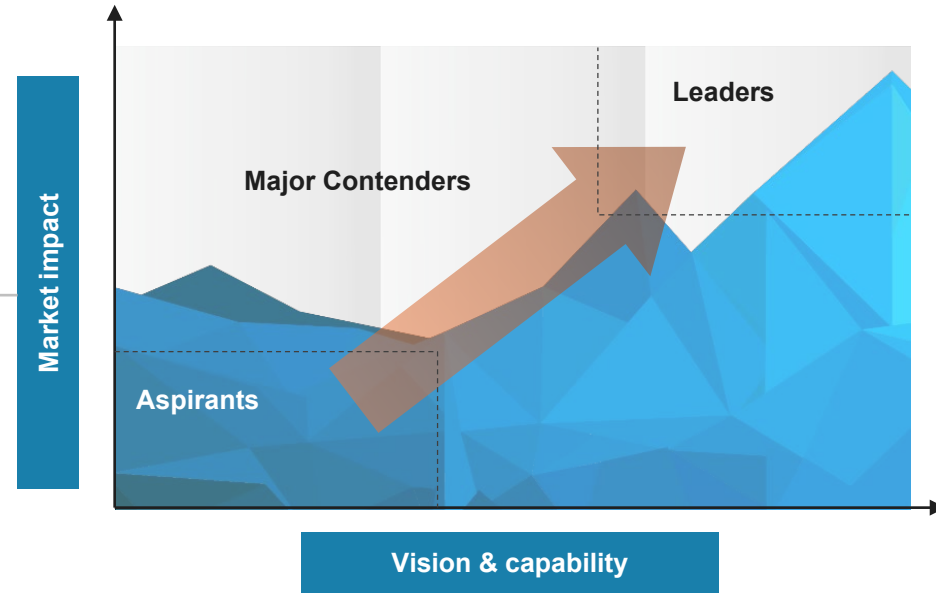 Leaders
Major Contenders
Market impact
Aspirants
Vision & capability